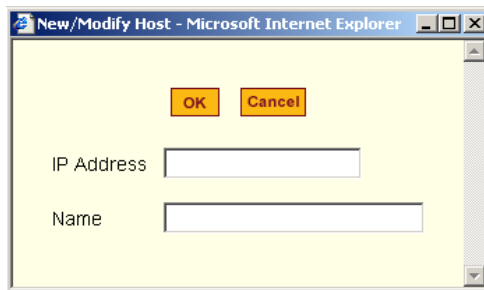 New/Modify Host - Microsoft Internet Explorer
OK Cancel
IP Address
Name